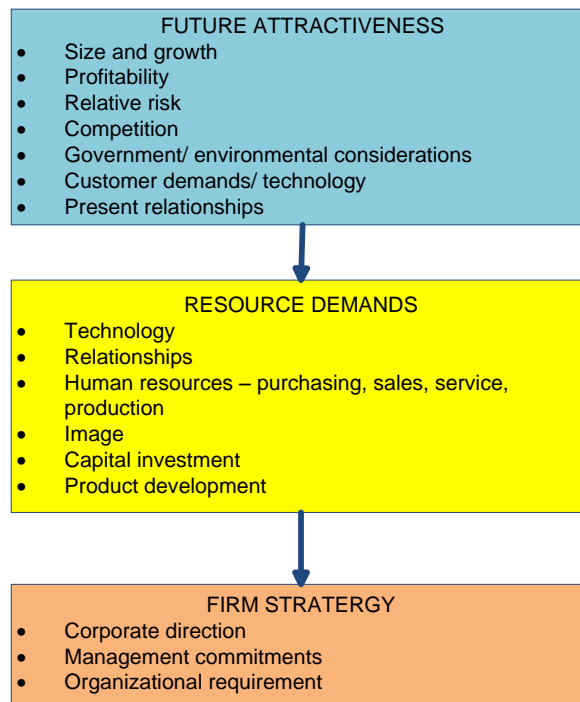 FUTURE ATTRACTIVENESS
• Size and growth
• Profitability
• Relative risk
• Competition
• Government/ environmental considerations
• Customer demands/ technology
• Present relationships
RESOURCE DEMANDS
• Technology
• Relationships
• Human resources – purchasing, sales, service,
production
• Image
• Capital investment
• Product development
FIRM STRATERGY
• Corporate direction
• Management commitments
• Organizational requirement